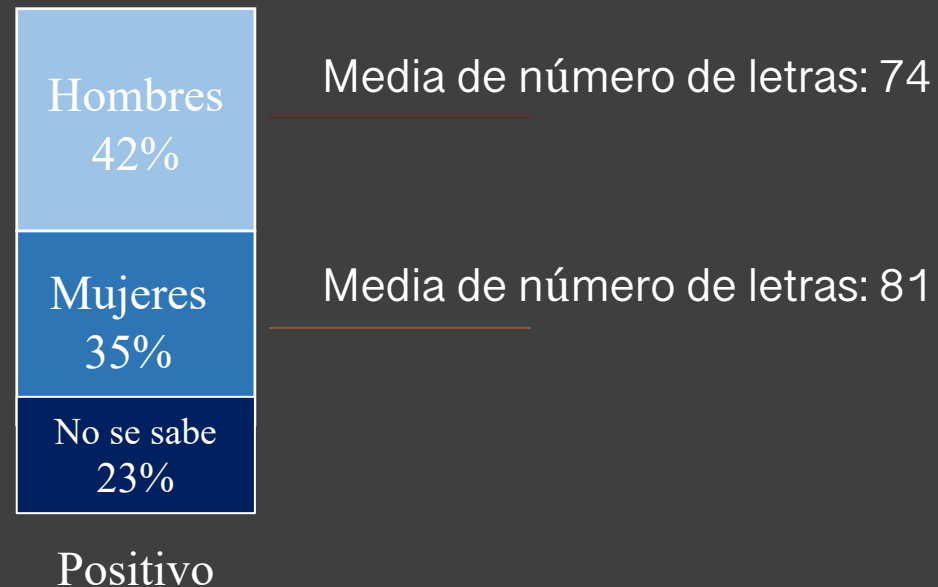 Hombres
42%
Media de número de letras: 74
Mujeres
35%
Media de número de letras: 81
No se sabe
23%
Positivo